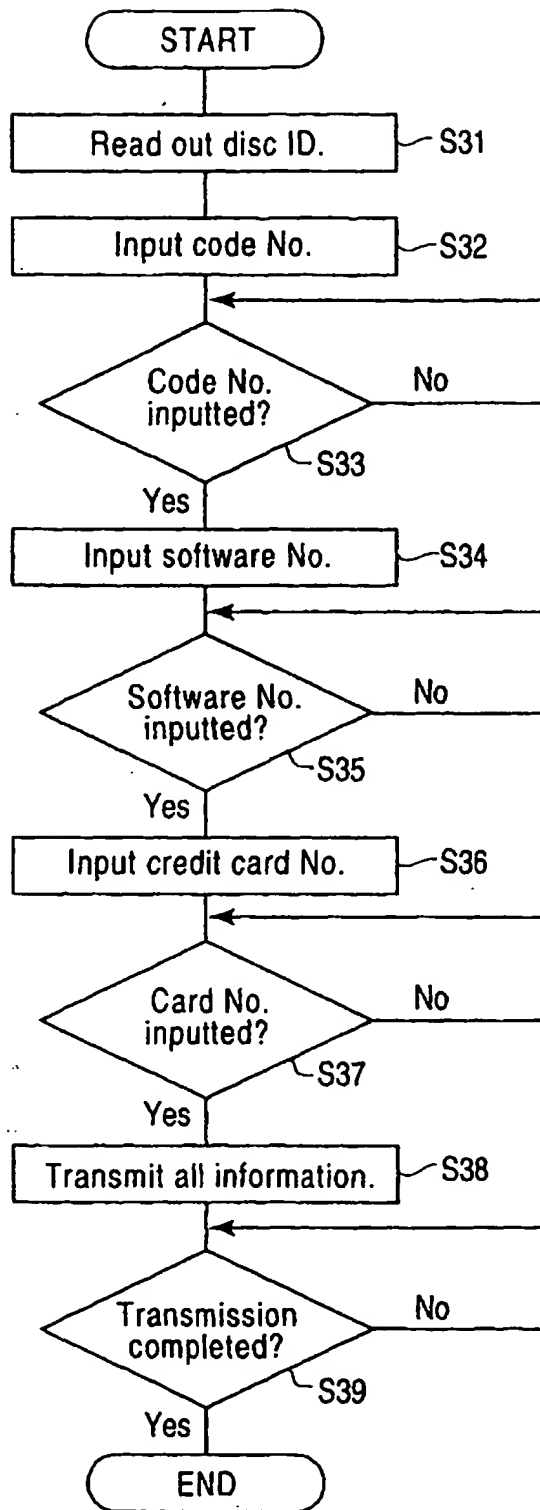 START
Read out disc ID.
S31
Input code No.
S32
Code No.
inputted?
No
S33
Yes
Input software No.
S34
Software No.
inputted?
No
S35
Yes
Input credit card No.
S36
Card No.
inputted?
No
S37
Yes
Transmit all information.
S38
Transmission
completed?
No
S39
Yes
END